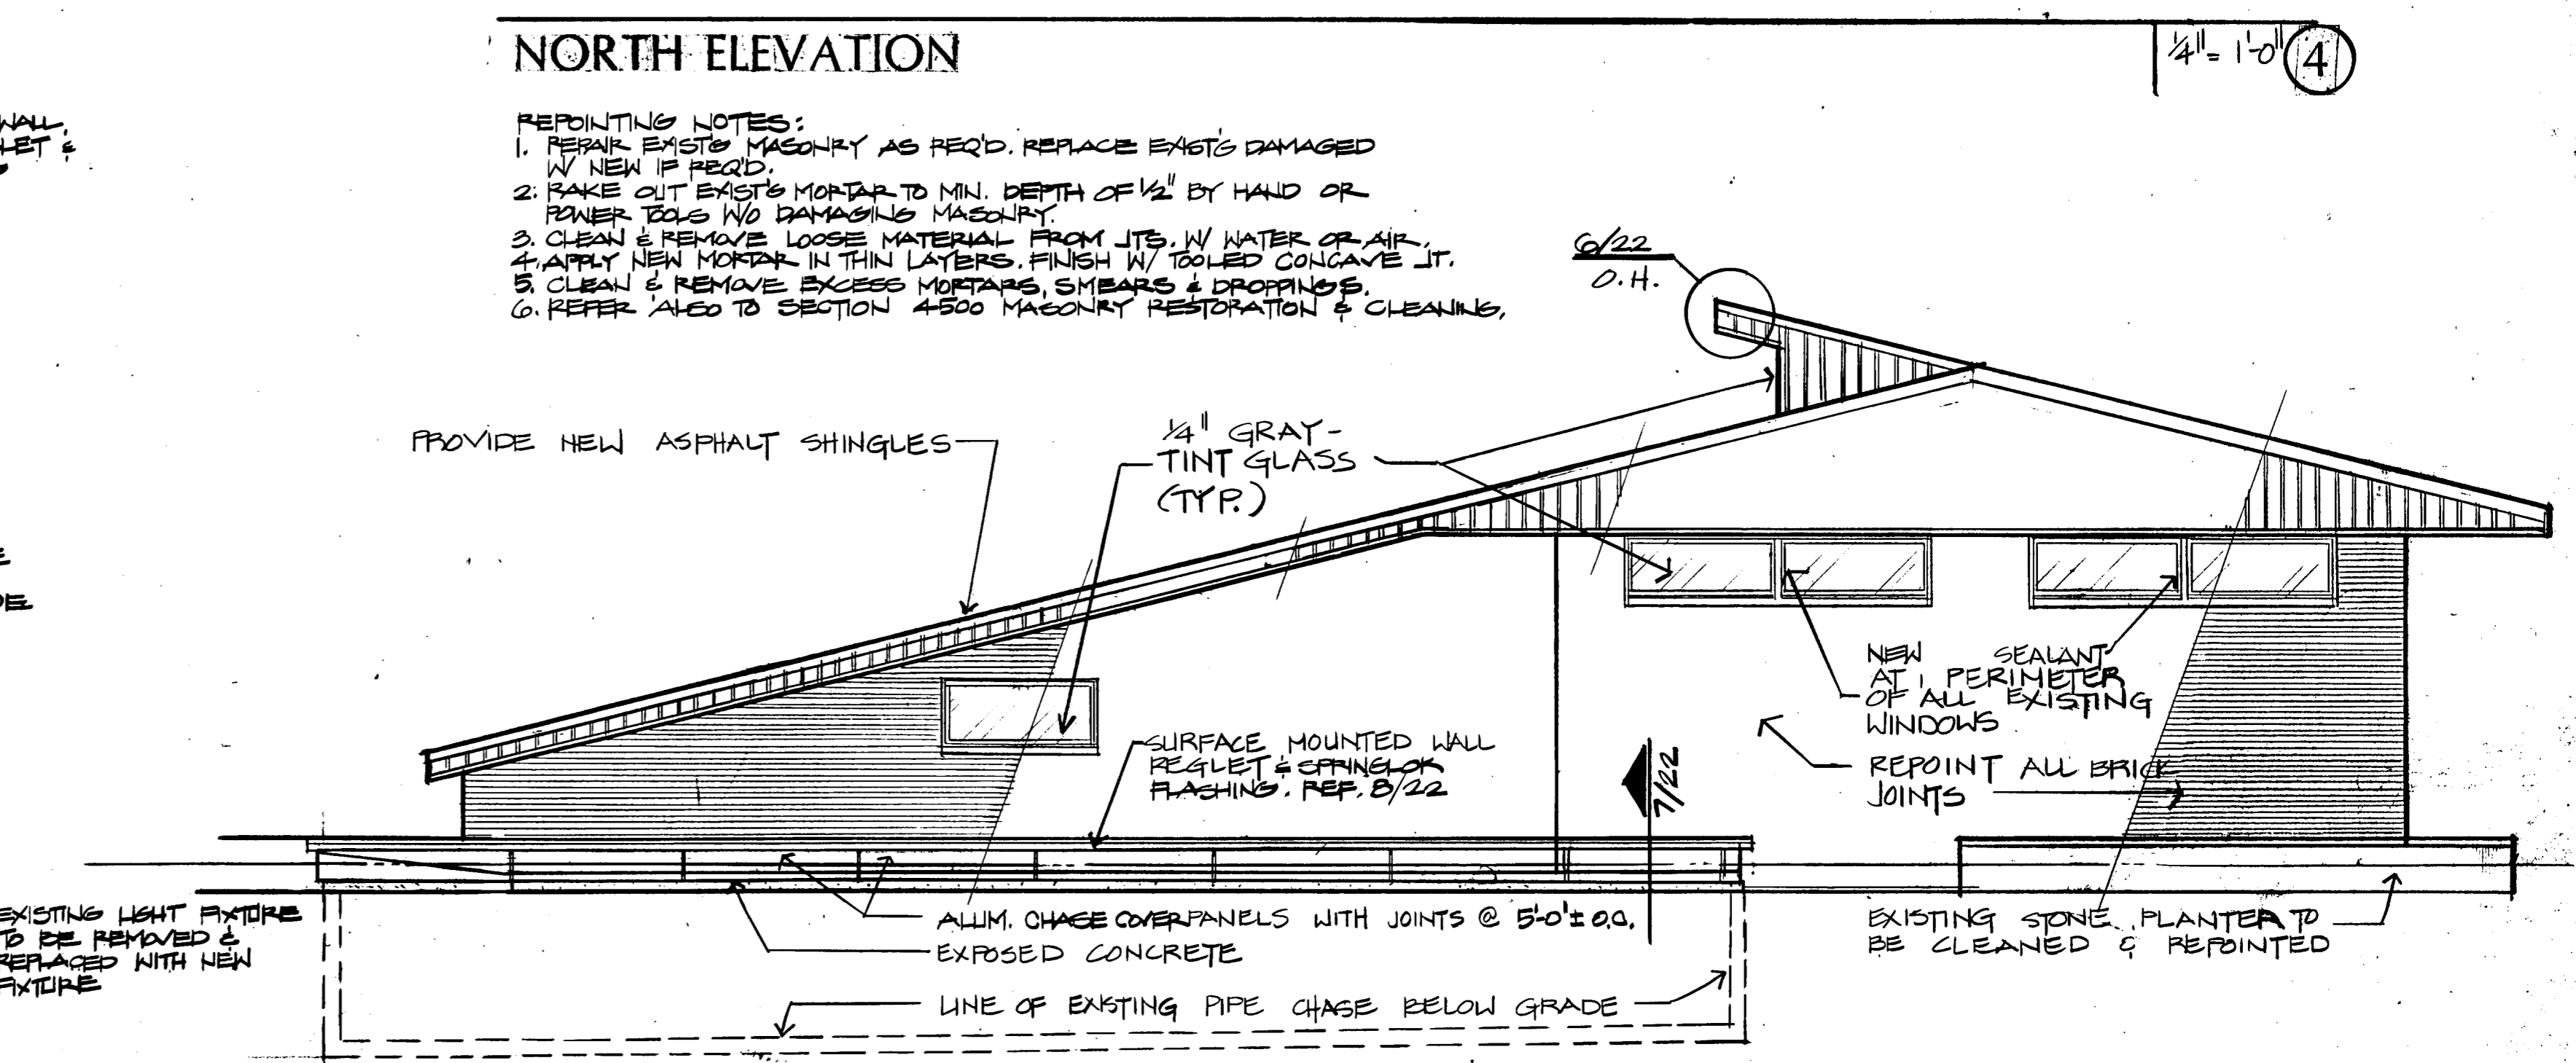 NORTH ELEVATION
1/4" = 1'-0"
4
WALL,
LET &
REPOINTING NOTES:
1. REPAIR EXIST'G MASONRY AS REQ'D. REPLACE EXIST'G DAMAGED
W/ NEW IF REQ'D.
2. RAKE OUT EXIST'G MORTAR TO MIN. DEPTH OF 1/2" BY HAND OR
POWER TOOLS W/O DAMAGING MASONRY.
3. CLEAN & REMOVE LOOSE MATERIAL FROM JTS. W/ WATER OR AIR.
4. APPLY NEW MORTAR IN THIN LAYERS. FINISH W/ TOOLED CONCAVE JT.
5. CLEAN & REMOVE EXCESS MORTARS, SMEARS & DROPPINGS.
6. REFER ALSO TO SECTION 4500 MASONRY RESTORATION & CLEANING.
6/22
O.H.
PROVIDE NEW ASPHALT SHINGLES
1/4" GRAY-
TINT GLASS
(TYP.)
NEW SEALANT
AT PERIMETER
OF ALL EXISTING
WINDOWS
REPOINT ALL BRICK
JOINTS
SURFACE MOUNTED WALL
REGLET & SPRINGLOK
FLASHING. REF. 8/22
7/22
EXISTING LIGHT FIXTURE
TO BE REMOVED &
REPLACED WITH NEW
FIXTURE
ALUM. CHASE COVER PANELS WITH JOINTS @ 5'-0"± O.C.
EXPOSED CONCRETE
LINE OF EXISTING PIPE CHASE BELOW GRADE
EXISTING STONE PLANTER TO
BE CLEANED & REPOINTED